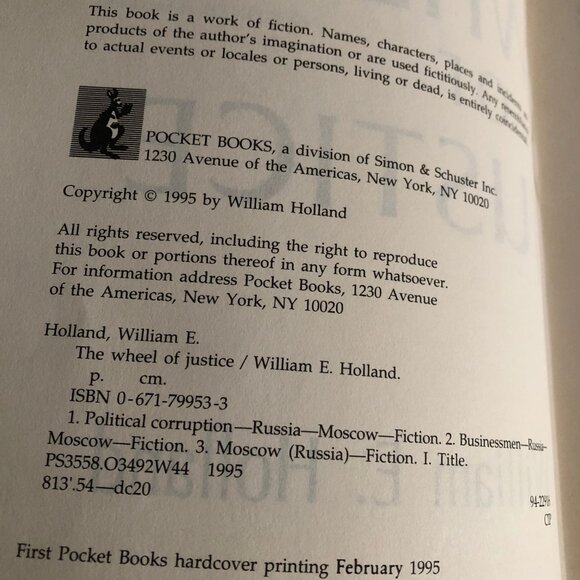 This book is a work of fiction. Names, characters, places and incidents
products of the author's imagination or are used fictitiously. Any resemblance
to actual events or locales or persons, living or dead, is entirely coincidental.
POCKET BOOKS, a division of Simon & Schuster Inc.
1230 Avenue of the Americas, New York, NY 10020
Copyright © 1995 by William Holland
All rights reserved, including the right to reproduce
this book or portions thereof in any form whatsoever.
For information address Pocket Books, 1230 Avenue
of the Americas, New York, NY 10020
Holland, William E.
The wheel of justice / William E. Holland.
p. cm.
ISBN 0-671-79953-3
1. Political corruption—Russia—Moscow—Fiction. 2. Businessmen—Russia—
Moscow—Fiction. 3. Moscow (Russia)—Fiction. I. Title.
PS3558.O3492W44 1995
813'.54—dc20
CIP
First Pocket Books hardcover printing February 1995